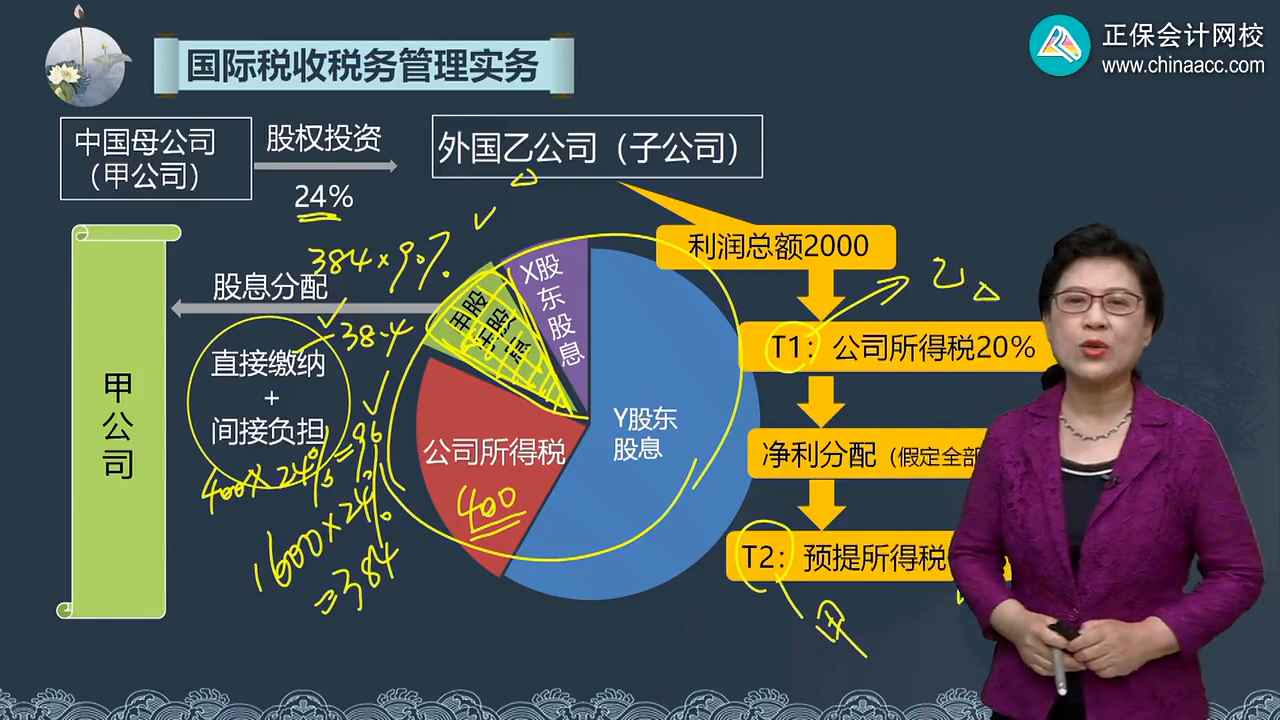 国际税收税务管理实务
正保会计网校
www.chinaacc.com
中国母公司
（甲公司）
股权投资
24%
外国乙公司（子公司）
利润总额2000
384×90%
股息分配
X股
东
股
息
38.4
乙
T1：公司所得税20%
直接缴纳
+
间接负担
甲
公
司
Y股东
股息
公司所得税
400
净利分配（假定全部
400×24%=96
1600×24%
=384
T2：预提所得税
甲